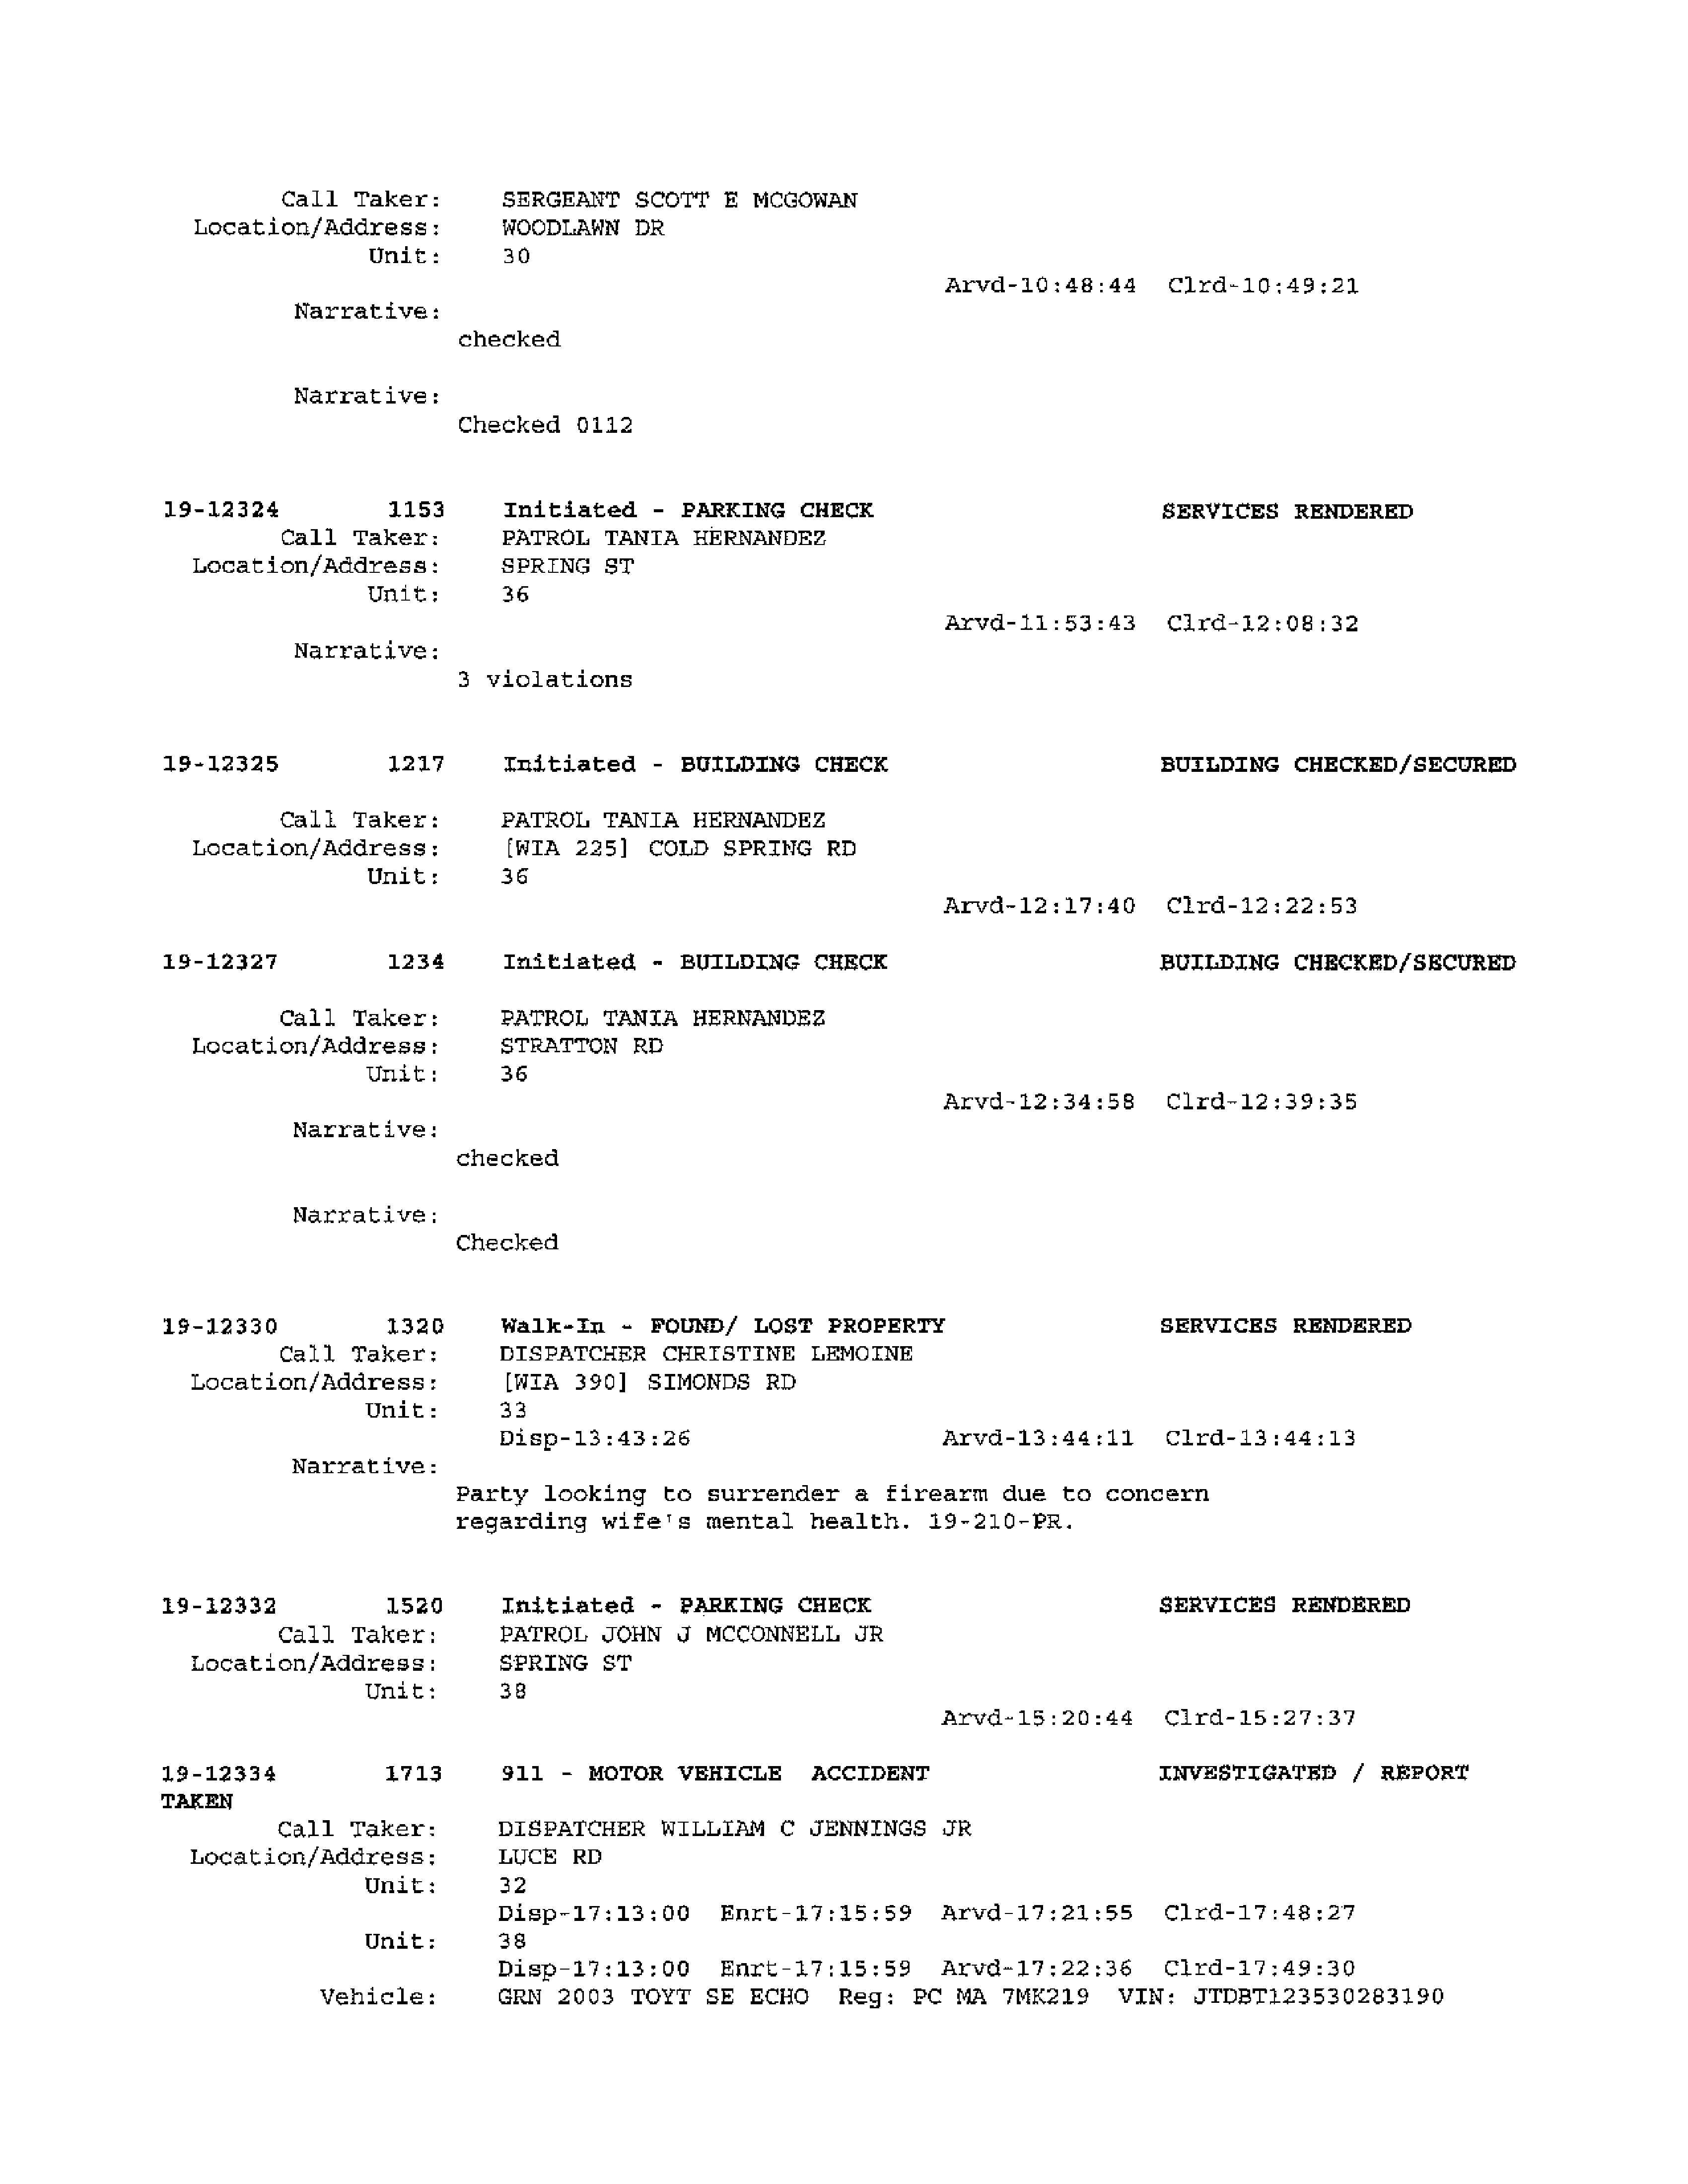 Call Taker: SERGEANT SCOTT E MCGOWAN
Location/Address: WOODLAWN DR
Unit: 30
Arvd-10:48:44 Clrd-10:49:21
Narrative:
checked
Narrative:
Checked 0112
19-12324 1153 Initiated - PARKING CHECK SERVICES RENDERED
Call Taker: PATROL TANIA HERNANDEZ
Location/Address: SPRING ST
Unit: 36
Arvd-11:53:43 Clrd-12:08:32
Narrative:
3 violations
19-12325 1217 Initiated - BUILDING CHECK BUILDING CHECKED/SECURED
Call Taker: PATROL TANIA HERNANDEZ
Location/Address: [WIA 225] COLD SPRING RD
Unit: 36
Arvd-12:17:40 Clrd-12:22:53
19-12327 1234 Initiated - BUILDING CHECK BUILDING CHECKED/SECURED
Call Taker: PATROL TANIA HERNANDEZ
Location/Address: STRATTON RD
Unit: 36
Arvd-12:34:58 Clrd-12:39:35
Narrative:
checked
Narrative:
Checked
19-12330 1320 Walk-In - FOUND/ LOST PROPERTY SERVICES RENDERED
Call Taker: DISPATCHER CHRISTINE LEMOINE
Location/Address: [WIA 390] SIMONDS RD
Unit: 33
Disp-13:43:26 Arvd-13:44:11 Clrd-13:44:13
Narrative:
Party looking to surrender a firearm due to concern
regarding wife's mental health. 19-210-PR.
19-12332 1520 Initiated - PARKING CHECK SERVICES RENDERED
Call Taker: PATROL JOHN J MCCONNELL JR
Location/Address: SPRING ST
Unit: 38
Arvd-15:20:44 Clrd-15:27:37
19-12334 1713 911 - MOTOR VEHICLE ACCIDENT INVESTIGATED / REPORT
TAKEN
Call Taker: DISPATCHER WILLIAM C JENNINGS JR
Location/Address: LUCE RD
Unit: 32
Disp-17:13:00 Enrt-17:15:59 Arvd-17:21:55 Clrd-17:48:27
Unit: 38
Disp-17:13:00 Enrt-17:15:59 Arvd-17:22:36 Clrd-17:49:30
Vehicle: GRN 2003 TOYT SE ECHO Reg: PC MA 7MK219 VIN: JTDBT123530283190